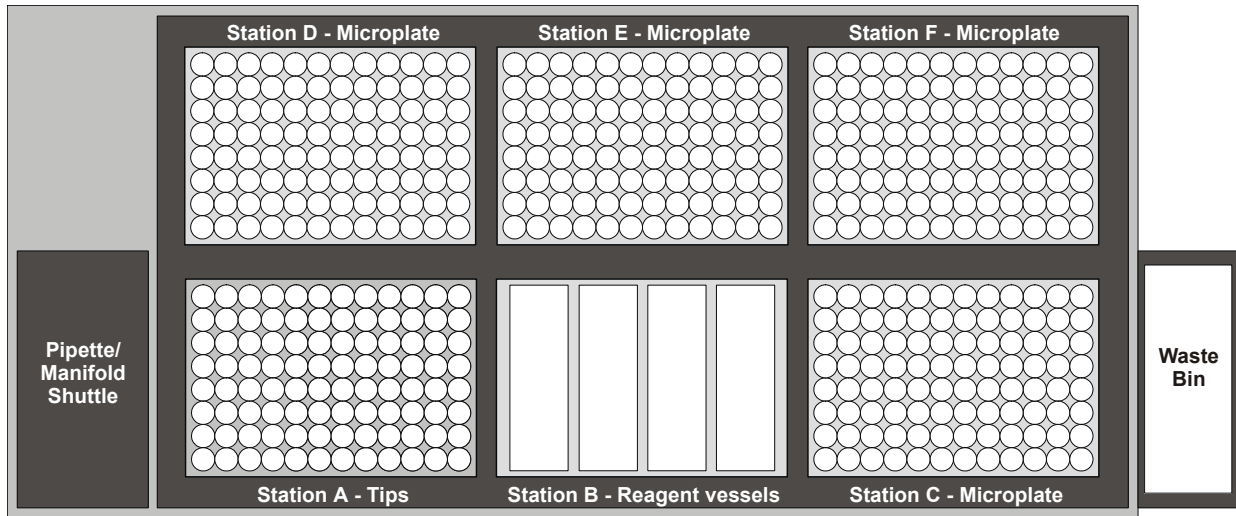 Station D - Microplate
Station E - Microplate
Station F - Microplate
Pipette/
Manifold
Shuttle
Waste
Bin
Station A - Tips
Station B - Reagent vessels
Station C - Microplate